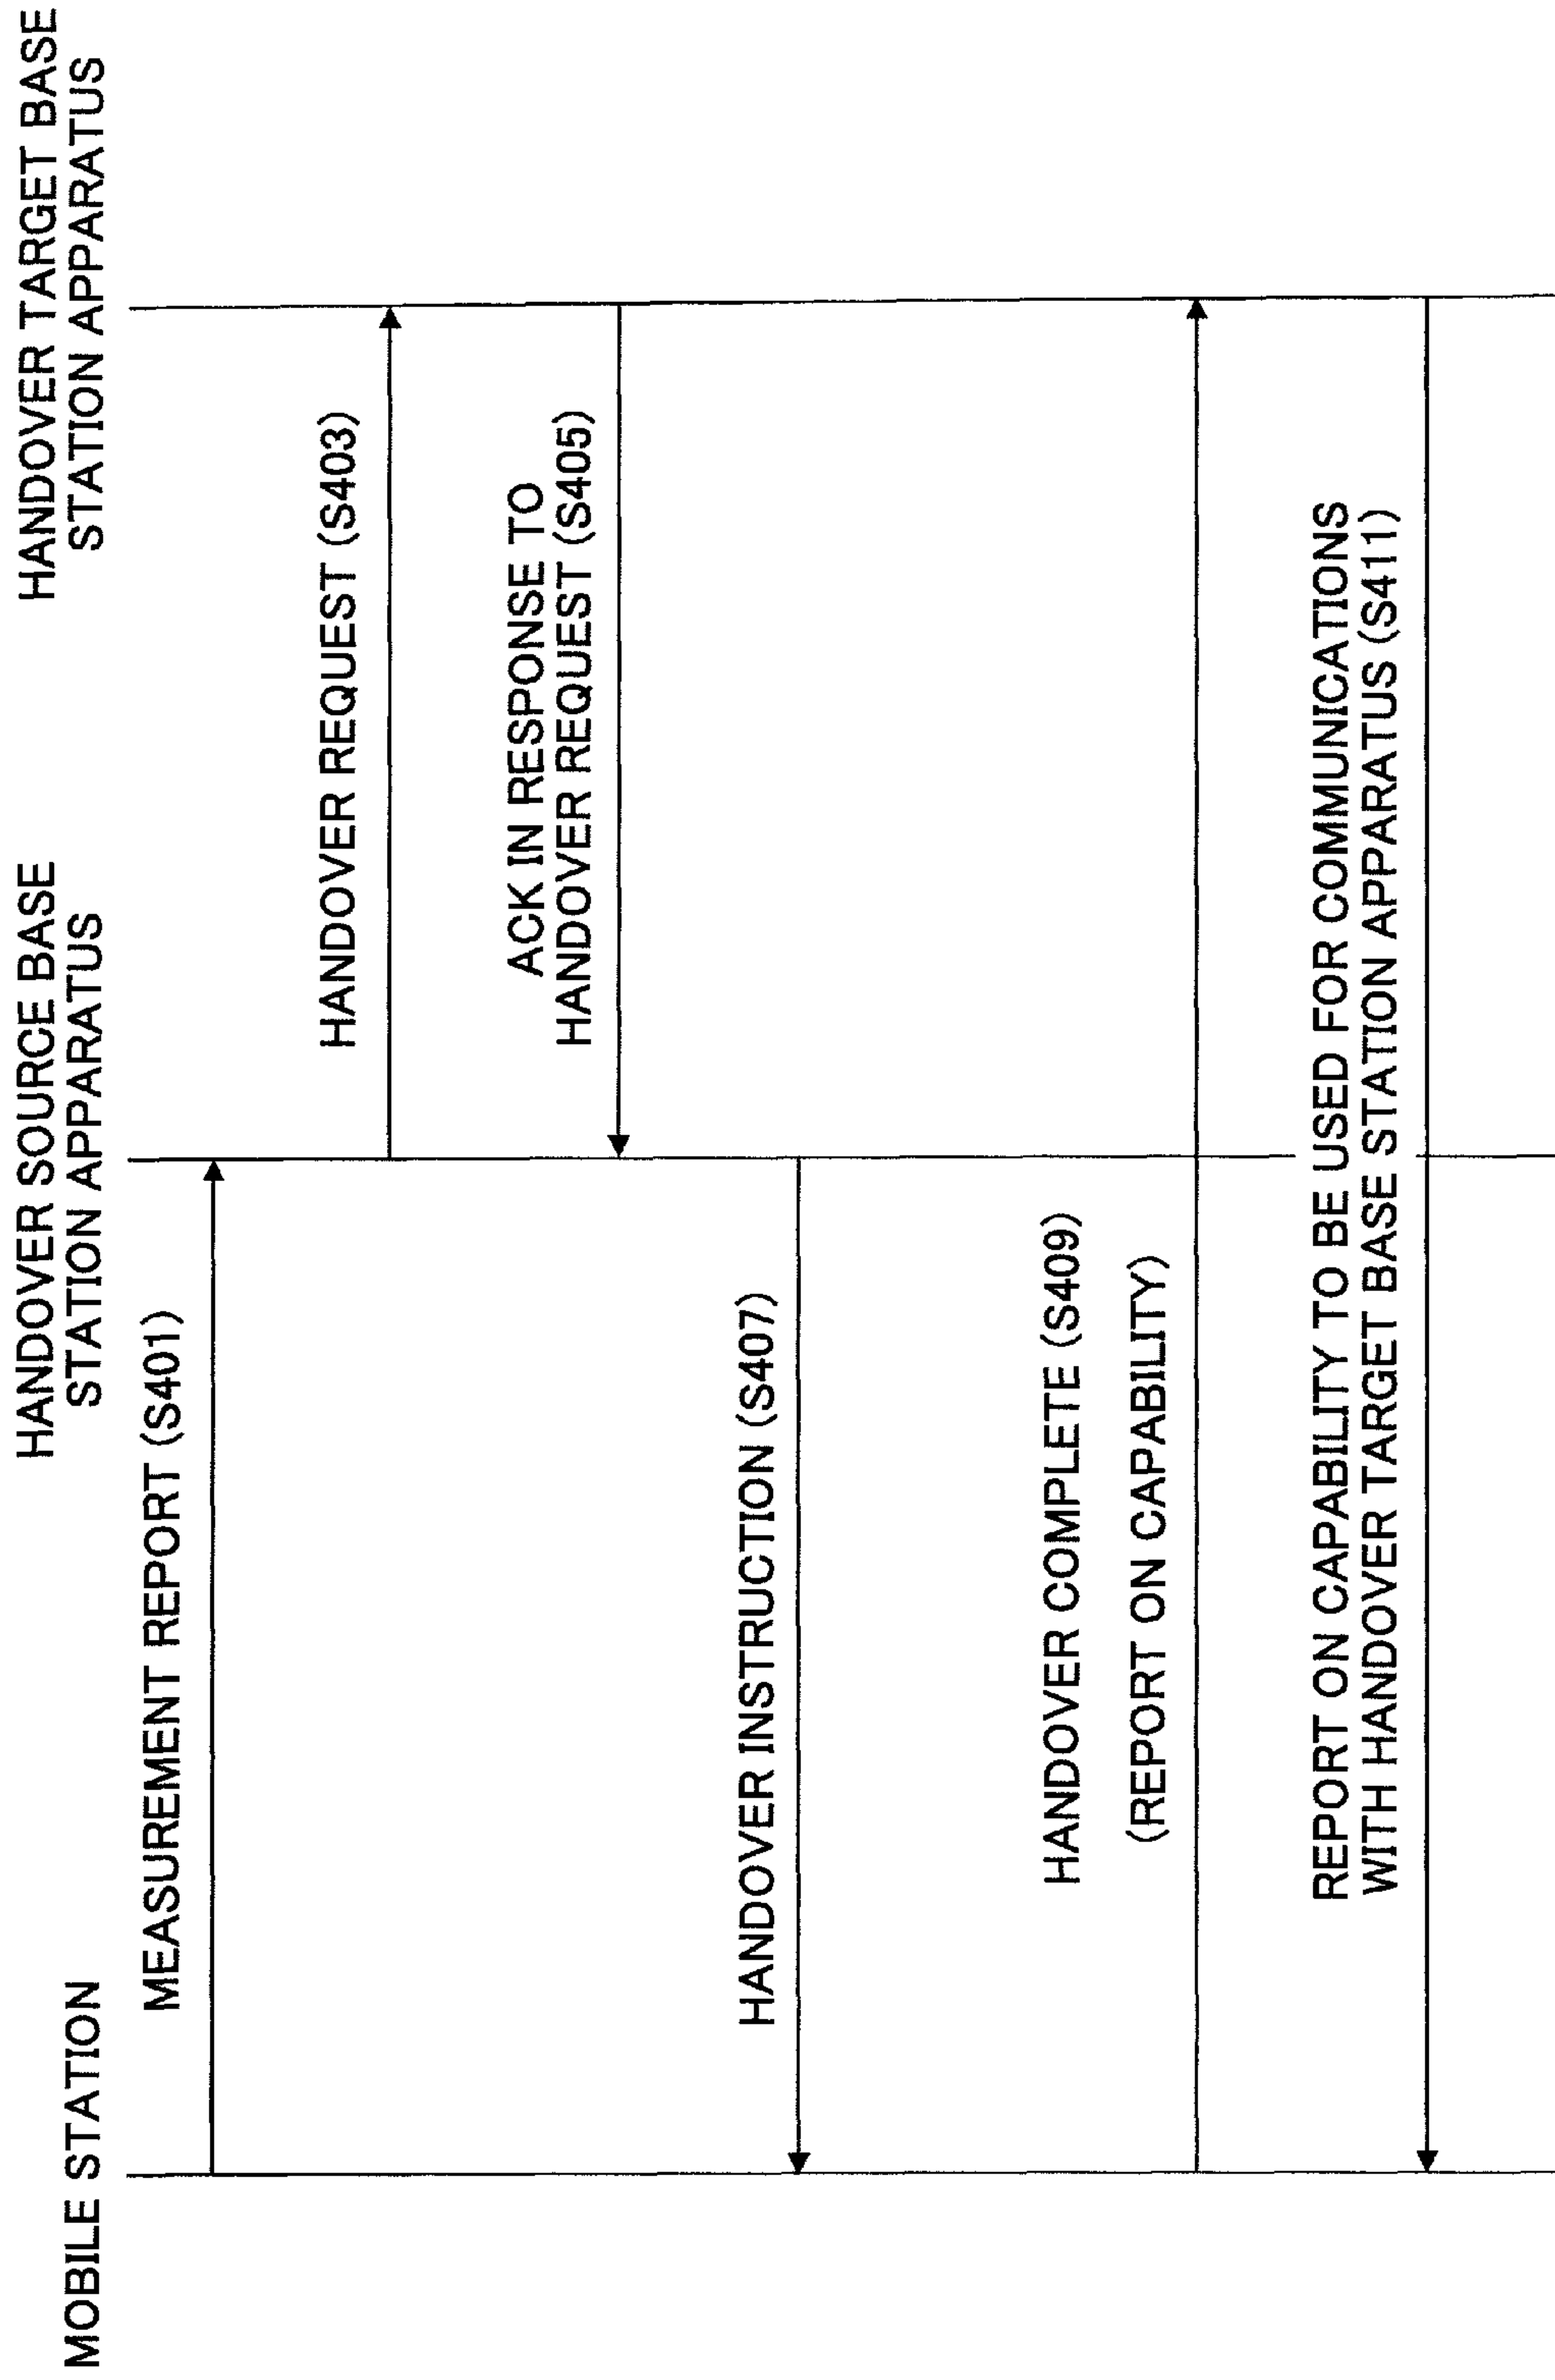 MOBILE STATION
HANDOVER SOURCE BASE
STATION APPARATUS
HANDOVER TARGET BASE
STATION APPARATUS
MEASUREMENT REPORT (S401)
HANDOVER REQUEST (S403)
ACK IN RESPONSE TO
HANDOVER REQUEST (S405)
HANDOVER INSTRUCTION (S407)
HANDOVER COMPLETE (S409)
(REPORT ON CAPABILITY)
REPORT ON CAPABILITY TO BE USED FOR COMMUNICATIONS
WITH HANDOVER TARGET BASE STATION APPARATUS (S411)